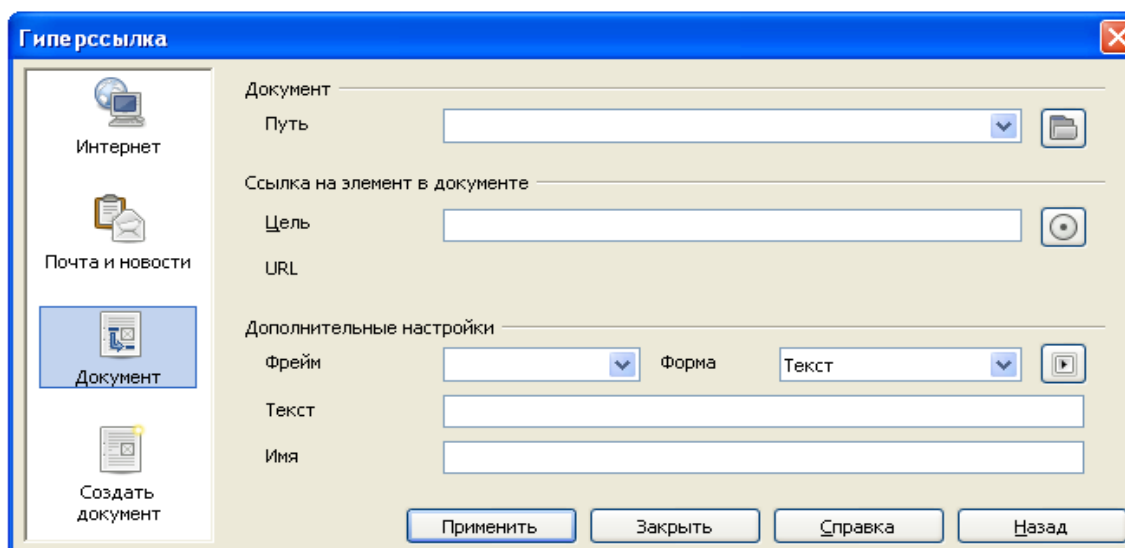 Гиперссылка
Интернет
Почта и новости
Документ
Создать
документ
Документ
Путь
Ссылка на элемент в документе
Цель
URL
Дополнительные настройки
Фрейм
Форма
Текст
Текст
Имя
Применить
Закрыть
Справка
Назад